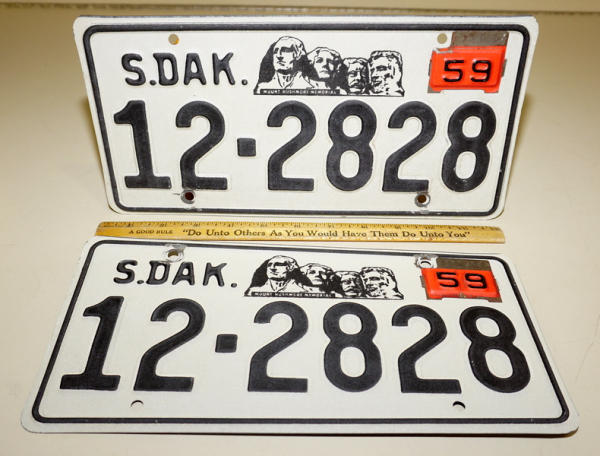 S.DAK.
59
MOUNT RUSHMORE MEMORIAL
12-2828
A GOOD RULE "Do Unto Others As You Would Have Them Do Unto You"
S.DAK.
59
MOUNT RUSHMORE MEMORIAL
12-2828